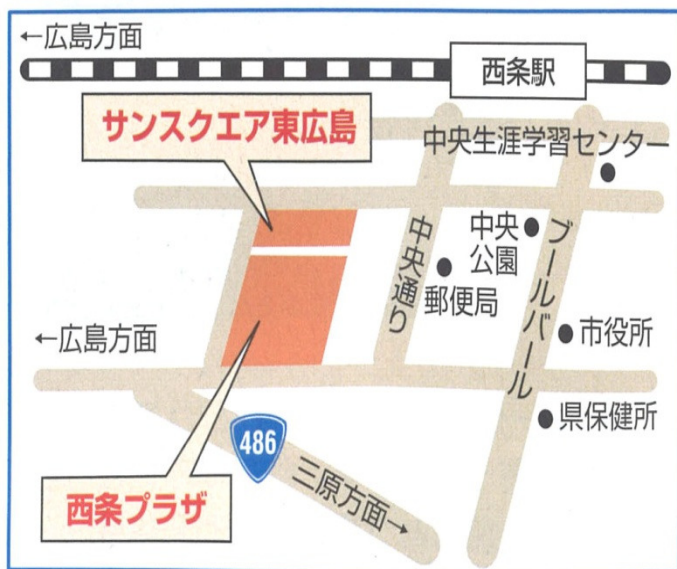 ←広島方面
西条駅
サンスクエア東広島
中央生涯学習センター
中央
公園
中央通り
郵便局
ブールバール
←広島方面
市役所
県保健所
486
三原方面→
西条プラザ